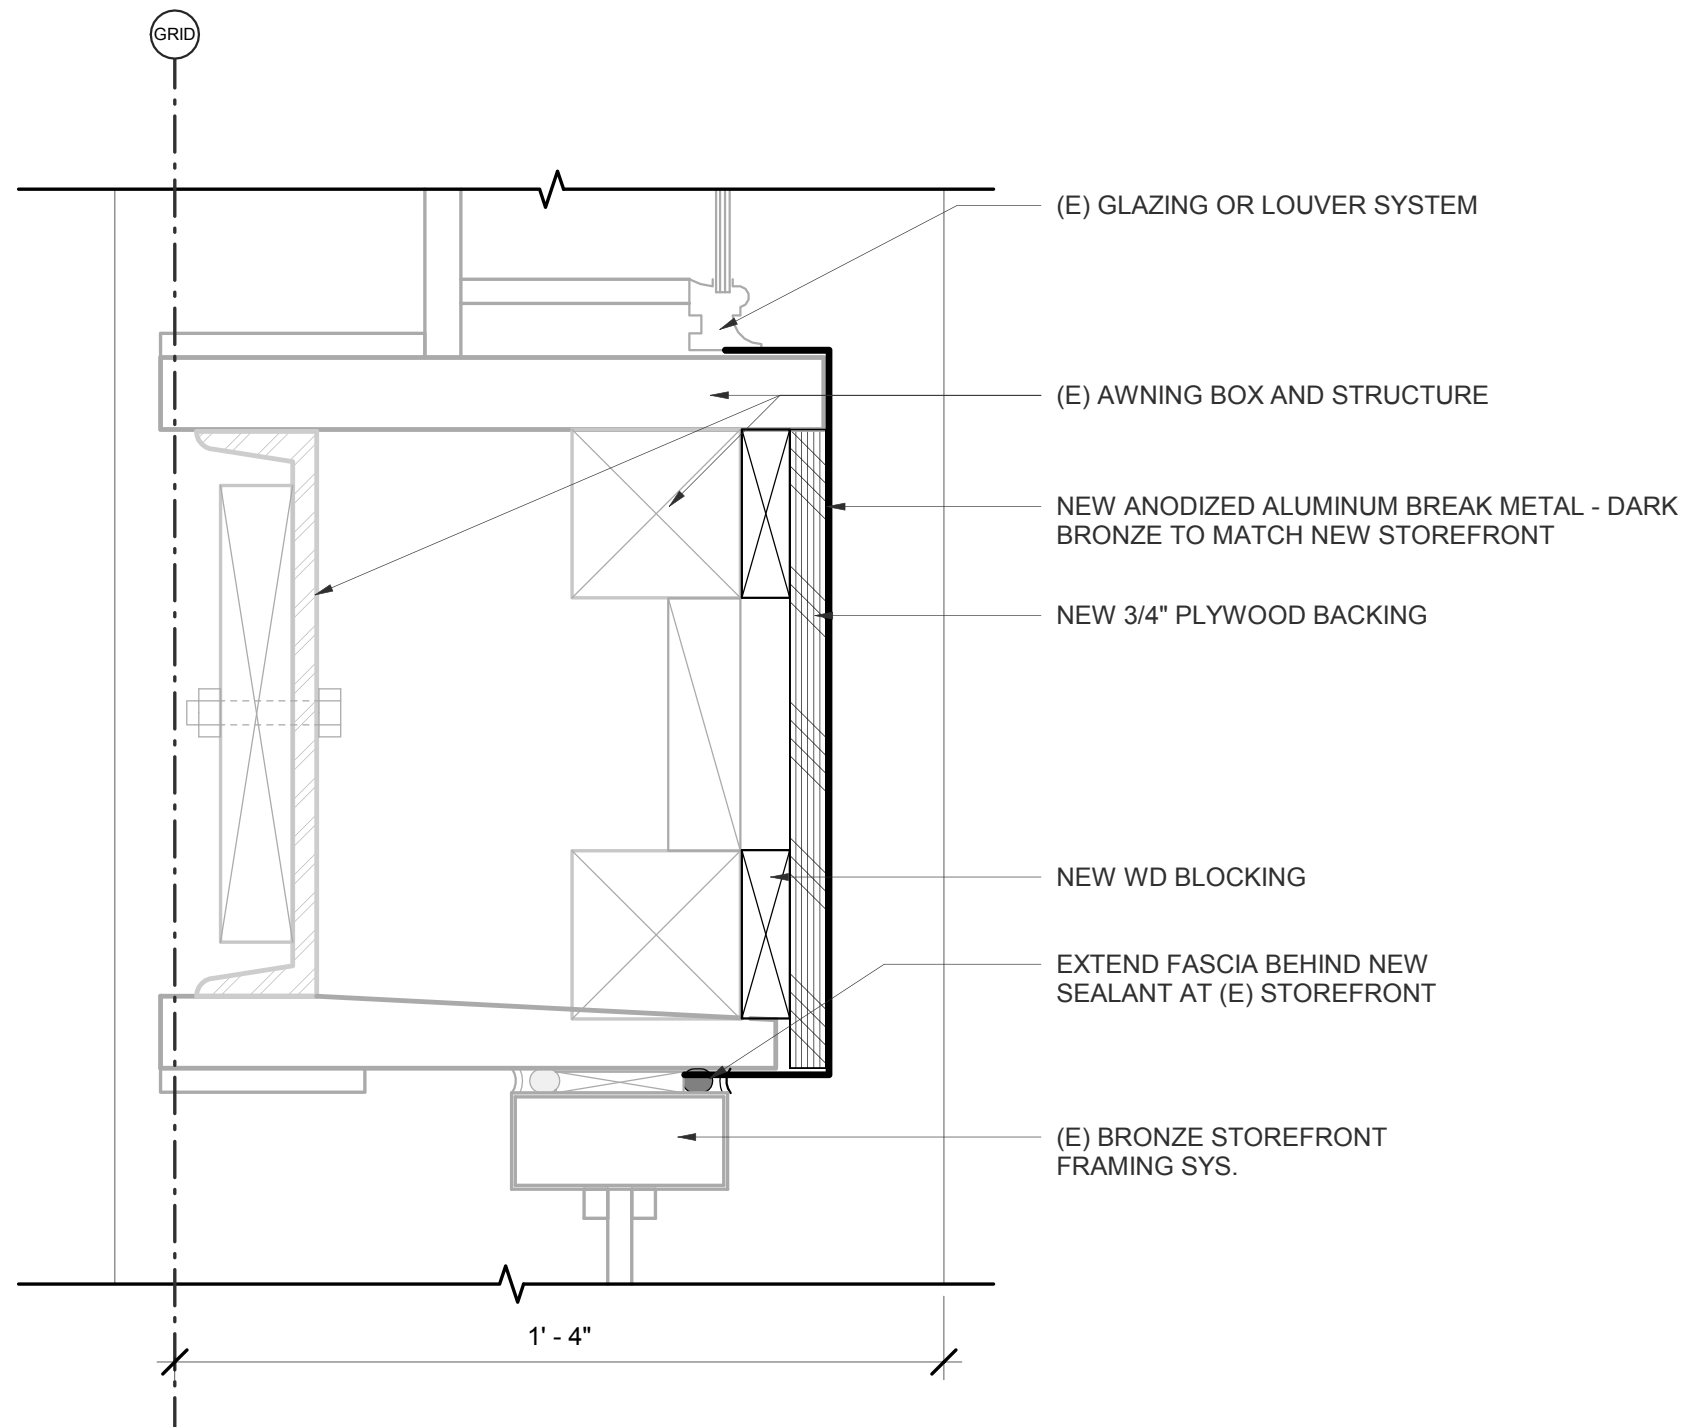 GRID
(E) GLAZING OR LOUVER SYSTEM
(E) AWNING BOX AND STRUCTURE
NEW ANODIZED ALUMINUM BREAK METAL - DARK
BRONZE TO MATCH NEW STOREFRONT
NEW 3/4" PLYWOOD BACKING
NEW WD BLOCKING
EXTEND FASCIA BEHIND NEW
SEALANT AT (E) STOREFRONT
(E) BRONZE STOREFRONT
FRAMING SYS.
1' - 4"